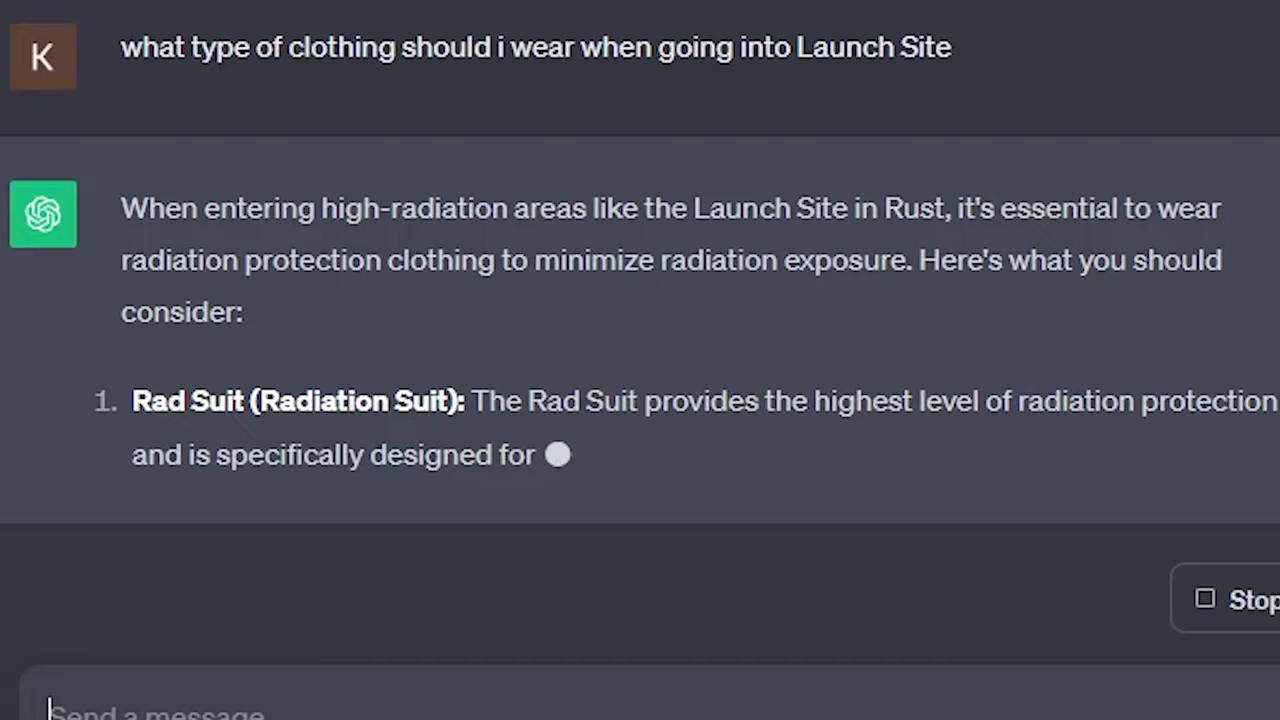 K
what type of clothing should i wear when going into Launch Site
When entering high-radiation areas like the Launch Site in Rust, it's essential to wear
radiation protection clothing to minimize radiation exposure. Here's what you should
consider:
1. Rad Suit (Radiation Suit): The Rad Suit provides the highest level of radiation protection
and is specifically designed for
Stop
Send a message